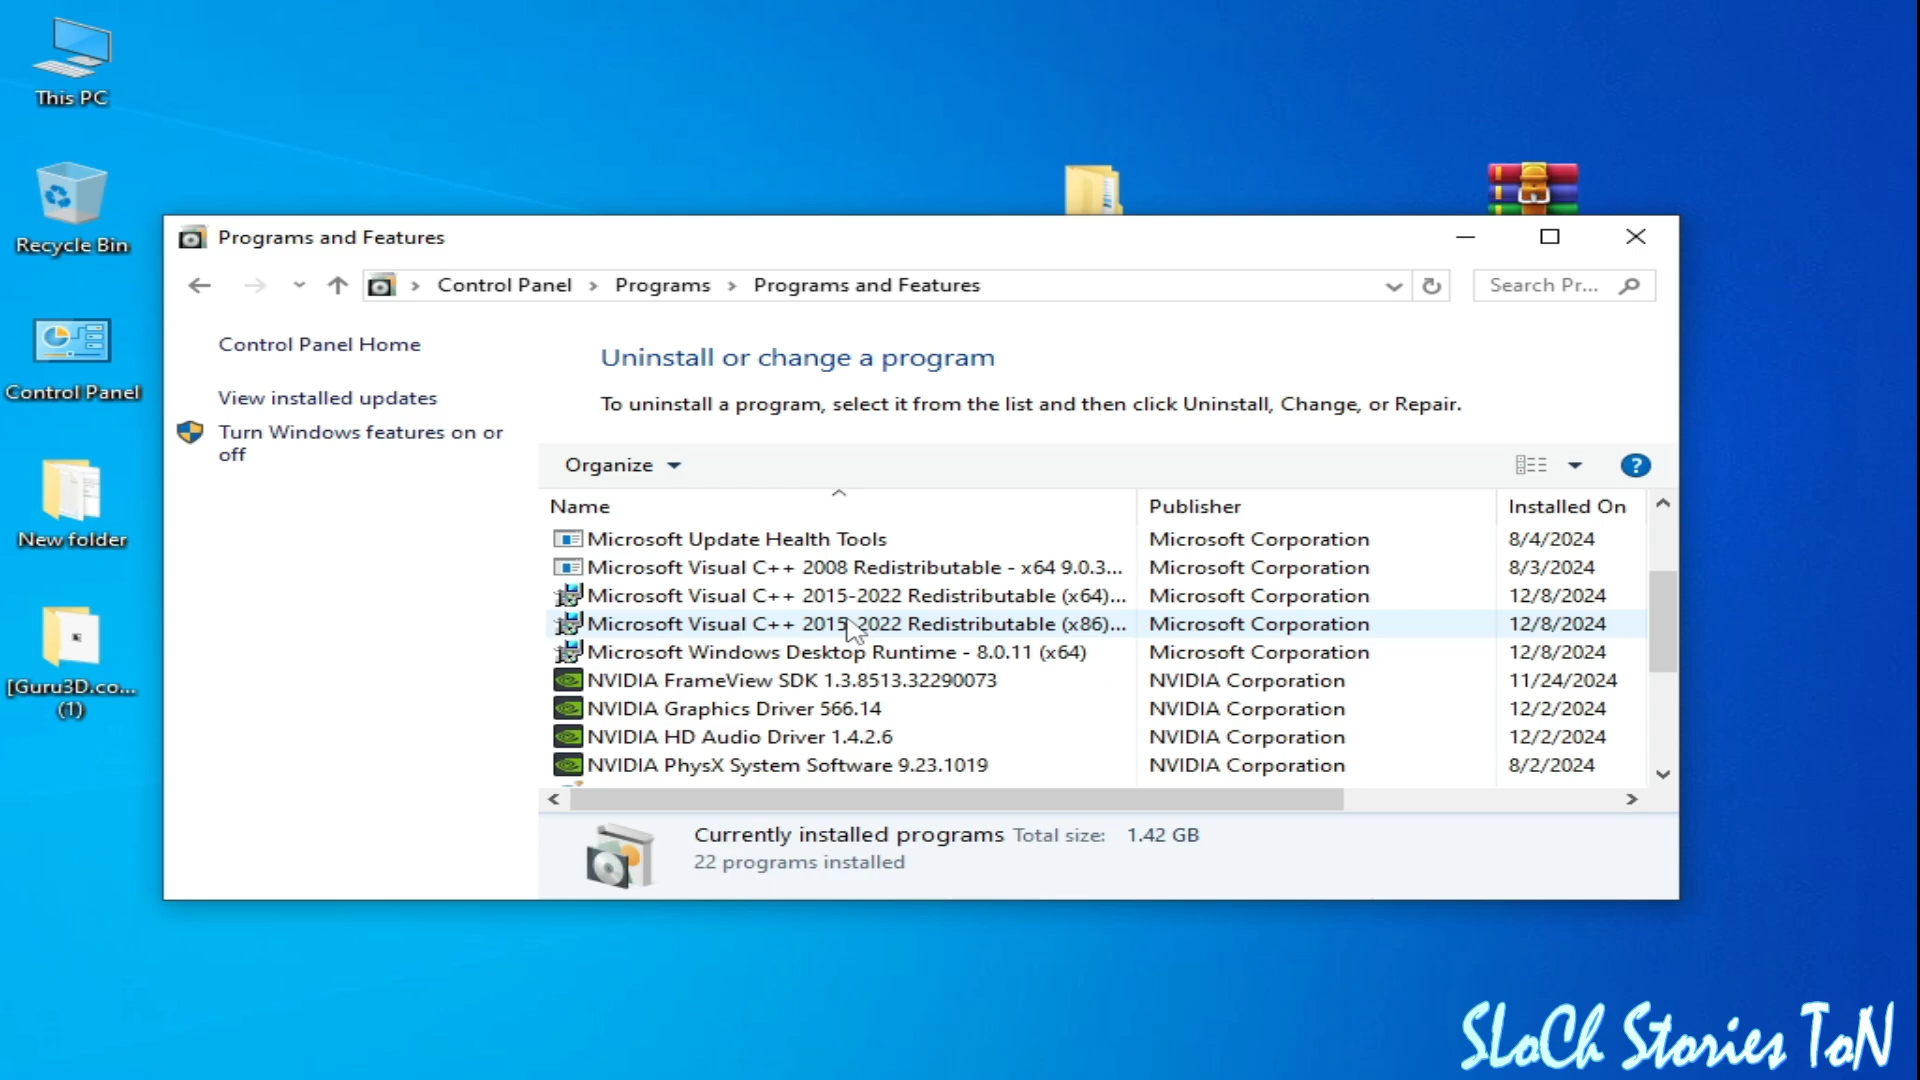 This PC
Recycle Bin
Control Panel
New folder
[Guru3D.co...
(1)
Programs and Features
Control Panel > Programs > Programs and Features
Search Pr...
Control Panel Home
View installed updates
Turn Windows features on or
off
Uninstall or change a program
To uninstall a program, select it from the list and then click Uninstall, Change, or Repair.
Organize
?
Name Publisher Installed On
Microsoft Update Health Tools Microsoft Corporation 8/4/2024
Microsoft Visual C++ 2008 Redistributable - x64 9.0.3... Microsoft Corporation 8/3/2024
Microsoft Visual C++ 2015-2022 Redistributable (x64)... Microsoft Corporation 12/8/2024
Microsoft Visual C++ 2015-2022 Redistributable (x86)... Microsoft Corporation 12/8/2024
Microsoft Windows Desktop Runtime - 8.0.11 (x64) Microsoft Corporation 12/8/2024
NVIDIA FrameView SDK 1.3.8513.32290073 NVIDIA Corporation 11/24/2024
NVIDIA Graphics Driver 566.14 NVIDIA Corporation 12/2/2024
NVIDIA HD Audio Driver 1.4.2.6 NVIDIA Corporation 12/2/2024
NVIDIA PhysX System Software 9.23.1019 NVIDIA Corporation 8/2/2024
Currently installed programs Total size: 1.42 GB
22 programs installed
SLoCh Stories ToN